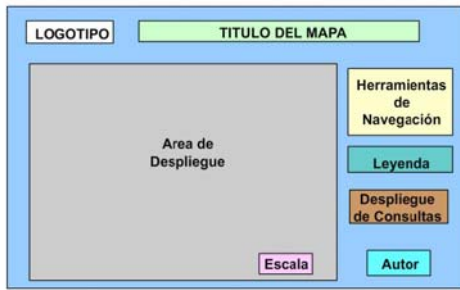 LOGOTIPO
TITULO DEL MAPA
Herramientas
de
Navegación
Area de
Despliegue
Leyenda
Despliegue
de Consultas
Escala
Autor